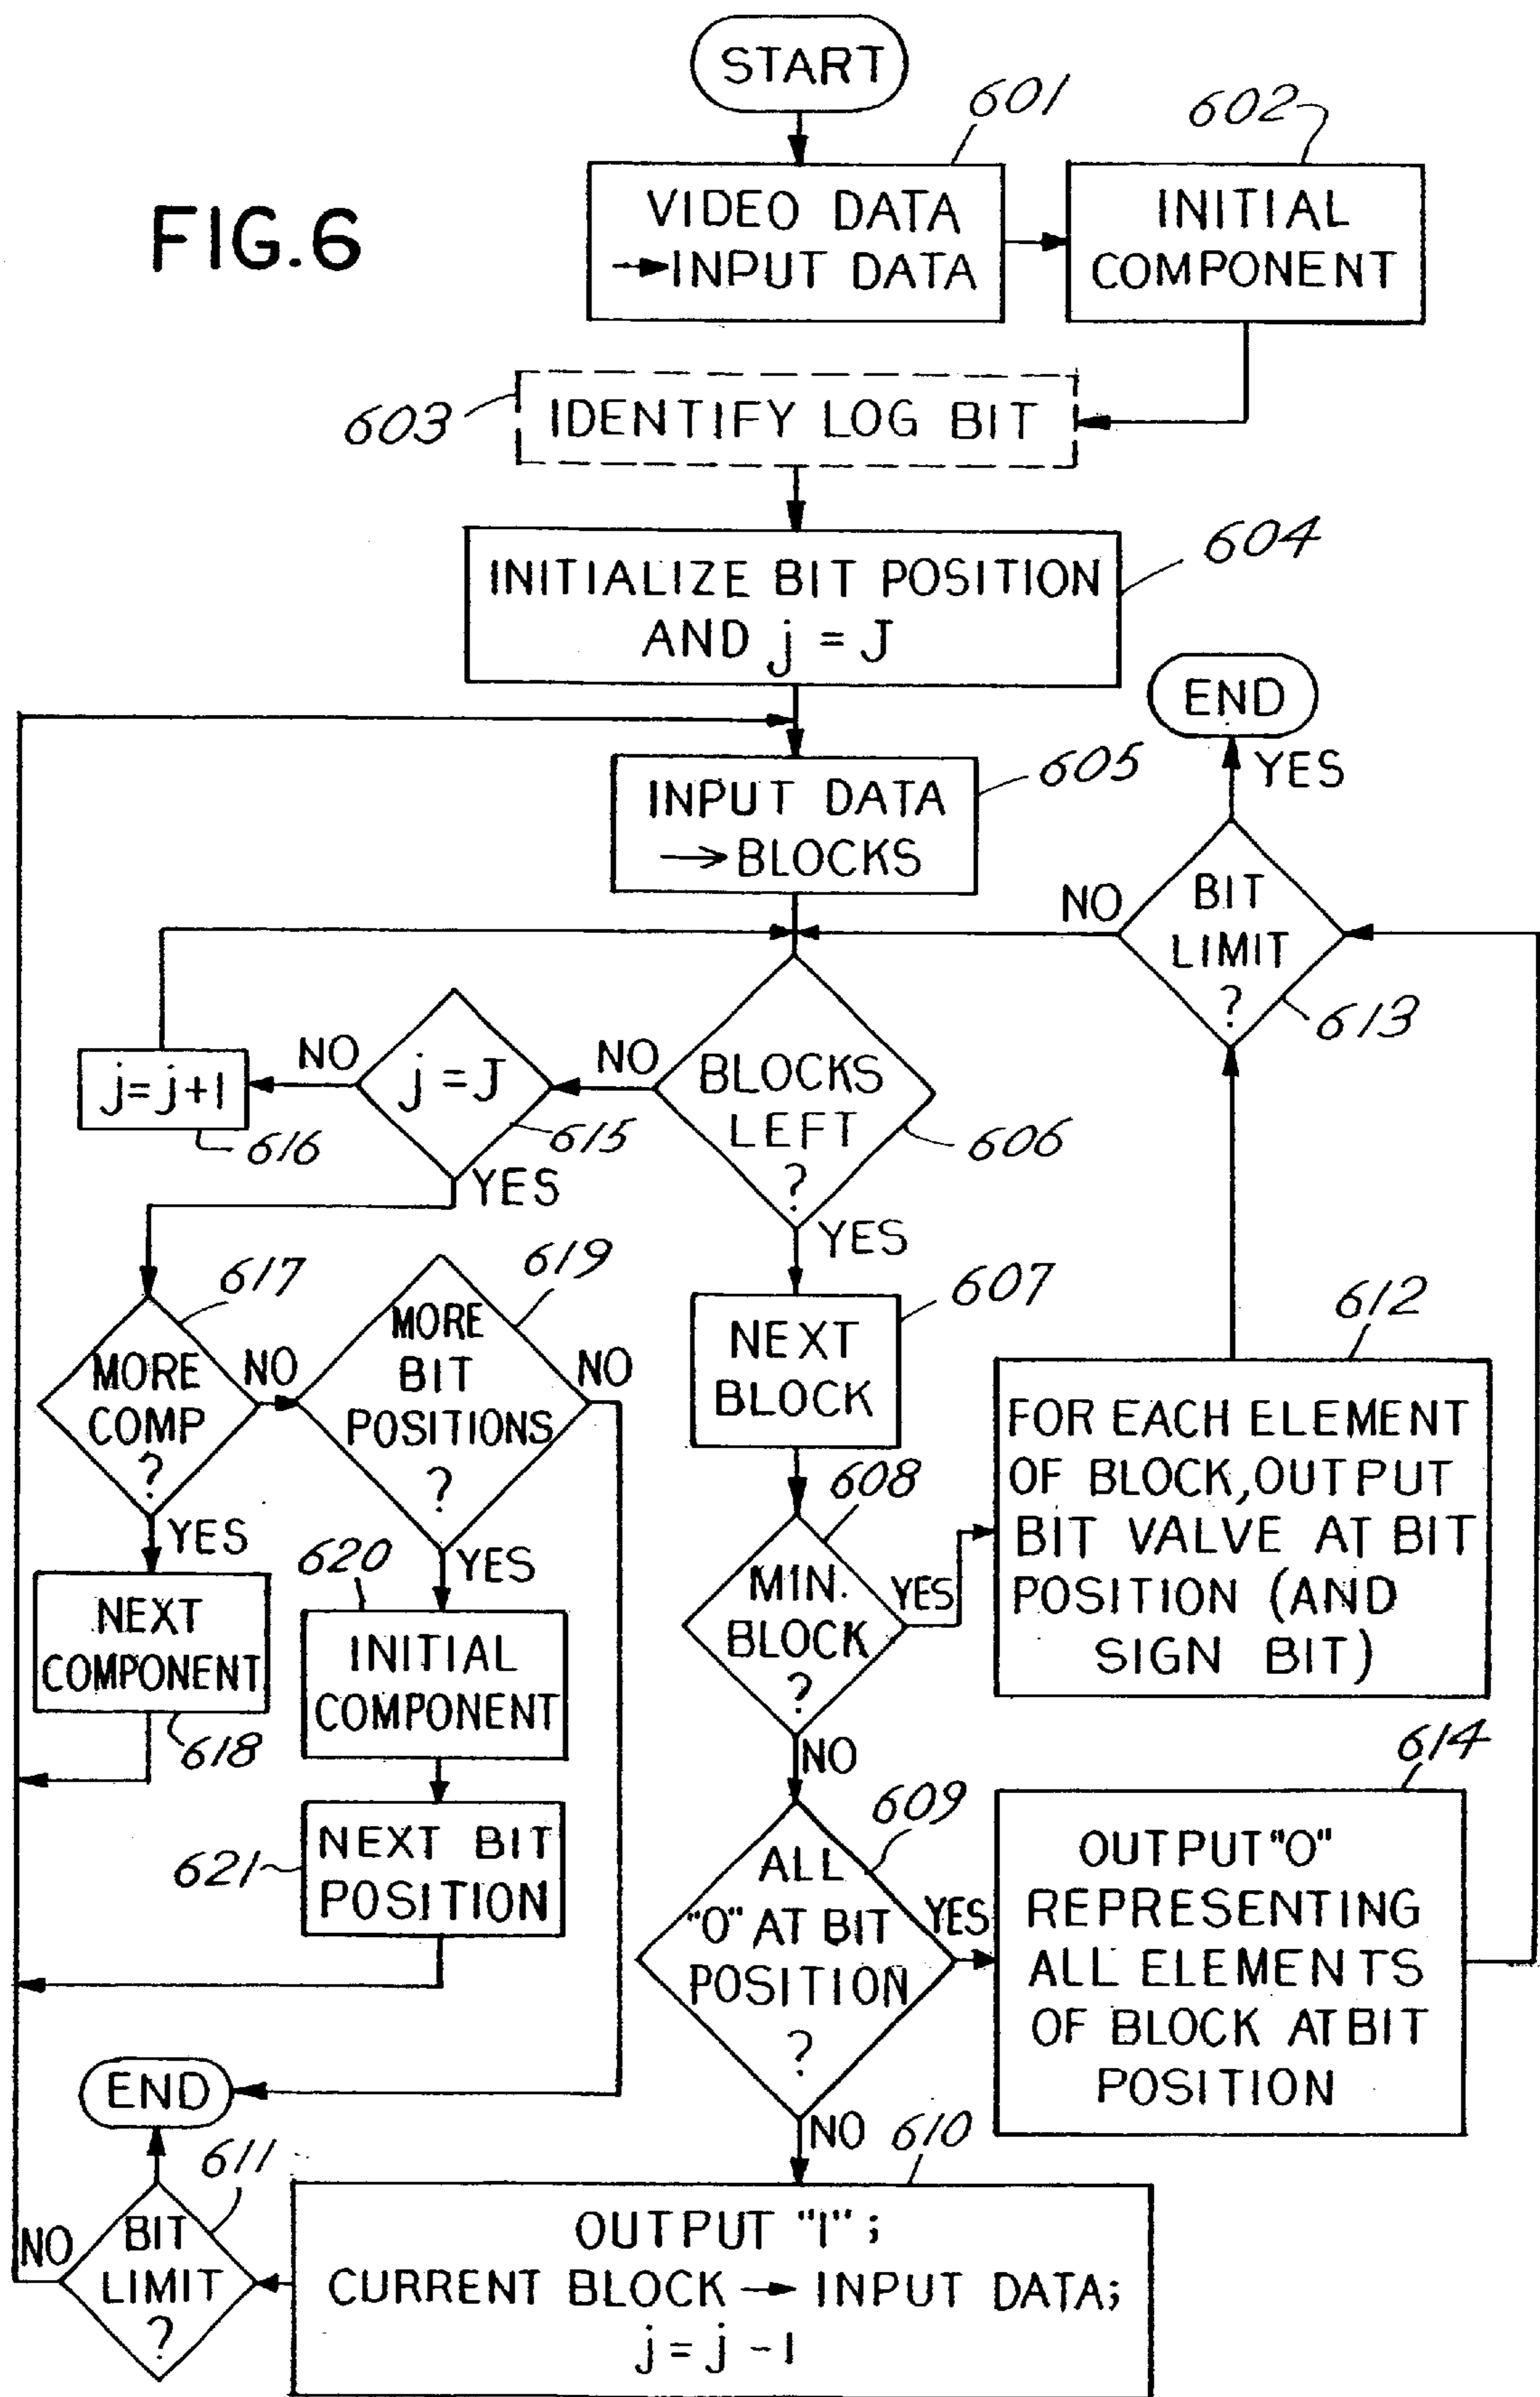 START
601
602
FIG.6
VIDEO DATA
→INPUT DATA
INITIAL
COMPONENT
603
IDENTIFY LOG BIT
604
INITIALIZE BIT POSITION
AND j = J
END
YES
605
INPUT DATA
→BLOCKS
NO
BIT
LIMIT
?
613
j=j+1
616
NO
j=J
615
YES
NO
BLOCKS
LEFT
?
606
YES
617
MORE
COMP
?
NO
YES
619
MORE
BIT
POSITIONS
?
NO
YES
607
NEXT
BLOCK
612
FOR EACH ELEMENT
OF BLOCK, OUTPUT
BIT VALVE AT BIT
POSITION (AND
SIGN BIT)
608
MIN.
BLOCK
?
YES
NO
NEXT
COMPONENT
618
620
INITIAL
COMPONENT
621
NEXT BIT
POSITION
609
ALL
"0" AT BIT
POSITION
?
YES
NO
614
OUTPUT "0"
REPRESENTING
ALL ELEMENTS
OF BLOCK AT BIT
POSITION
END
611
BIT
LIMIT
?
NO
610
OUTPUT "1";
CURRENT BLOCK → INPUT DATA;
j = j - 1